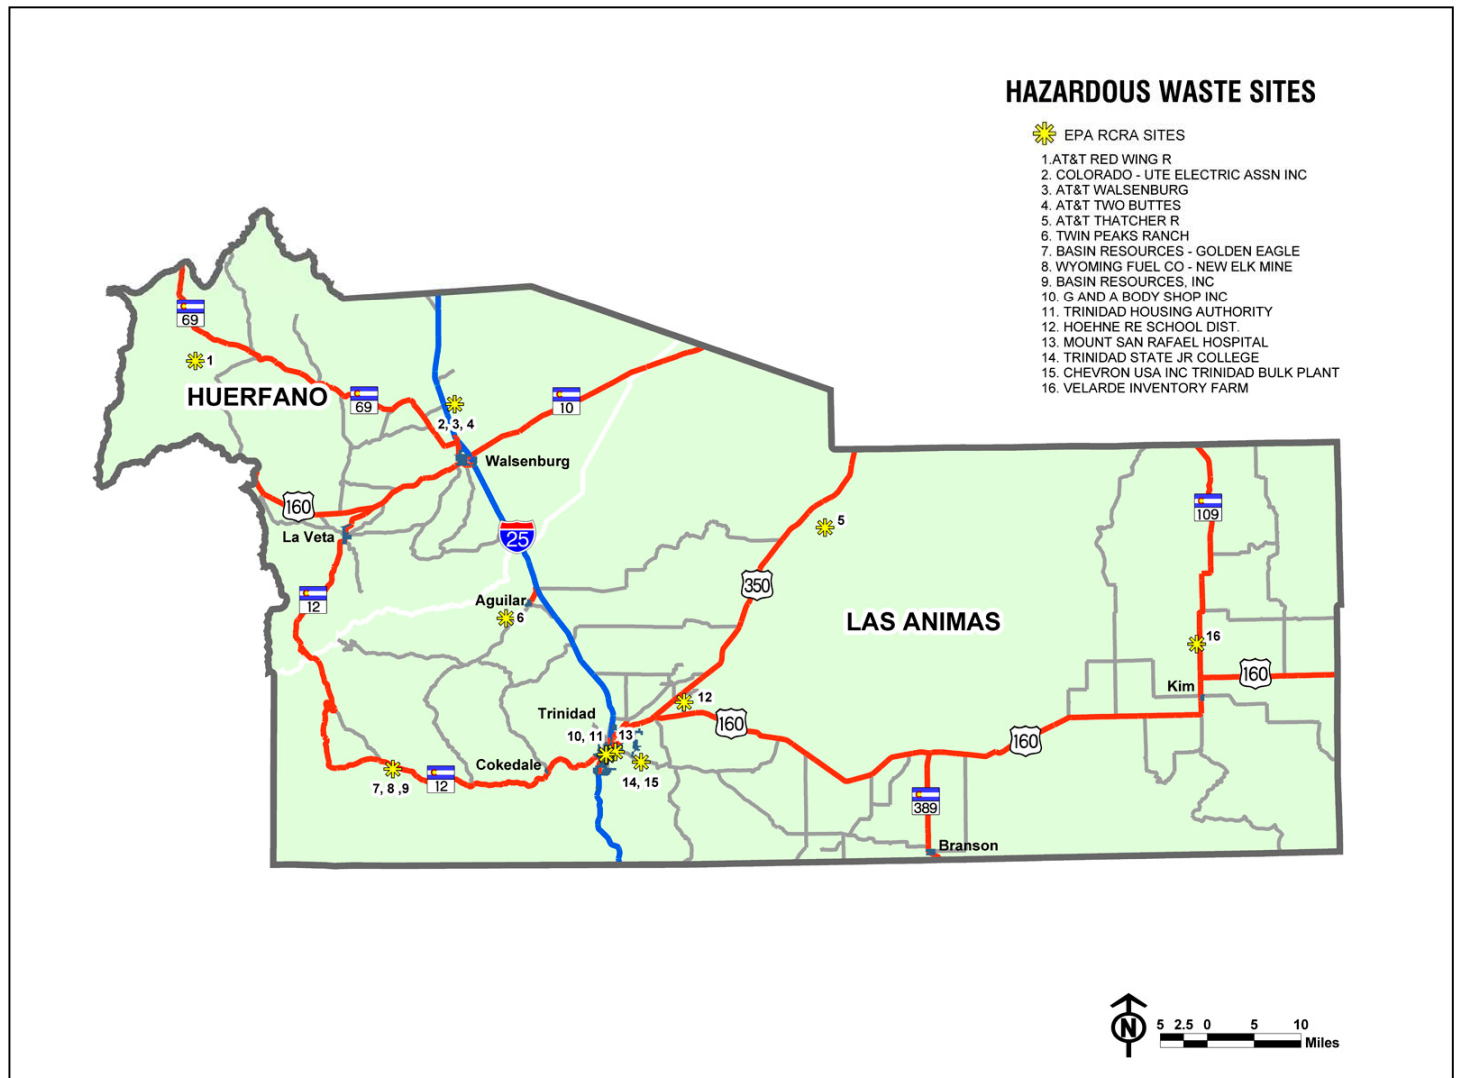 HAZARDOUS WASTE SITES
EPA RCRA SITES
1.AT&T RED WING R
2. COLORADO - UTE ELECTRIC ASSN INC
3. AT&T WALSENBURG
4. AT&T TWO BUTTES
5. AT&T THATCHER R
6. TWIN PEAKS RANCH
7. BASIN RESOURCES - GOLDEN EAGLE
8. WYOMING FUEL CO - NEW ELK MINE
9. BASIN RESOURCES, INC
10. G AND A BODY SHOP INC
11. TRINIDAD HOUSING AUTHORITY
12. HOEHNE RE SCHOOL DIST.
13. MOUNT SAN RAFAEL HOSPITAL
14. TRINIDAD STATE JR COLLEGE
15. CHEVRON USA INC TRINIDAD BULK PLANT
16. VELARDE INVENTORY FARM
69
1
HUERFANO
69
10
2, 3, 4
Walsenburg
160
La Veta
25
5
109
350
12
Aguilar
6
LAS ANIMAS
16
160
Kim
12
Trinidad
160
10, 11
13
160
Cokedale
12
7, 8 ,9
14, 15
389
Branson
N
5 2.5 0 5 10
Miles